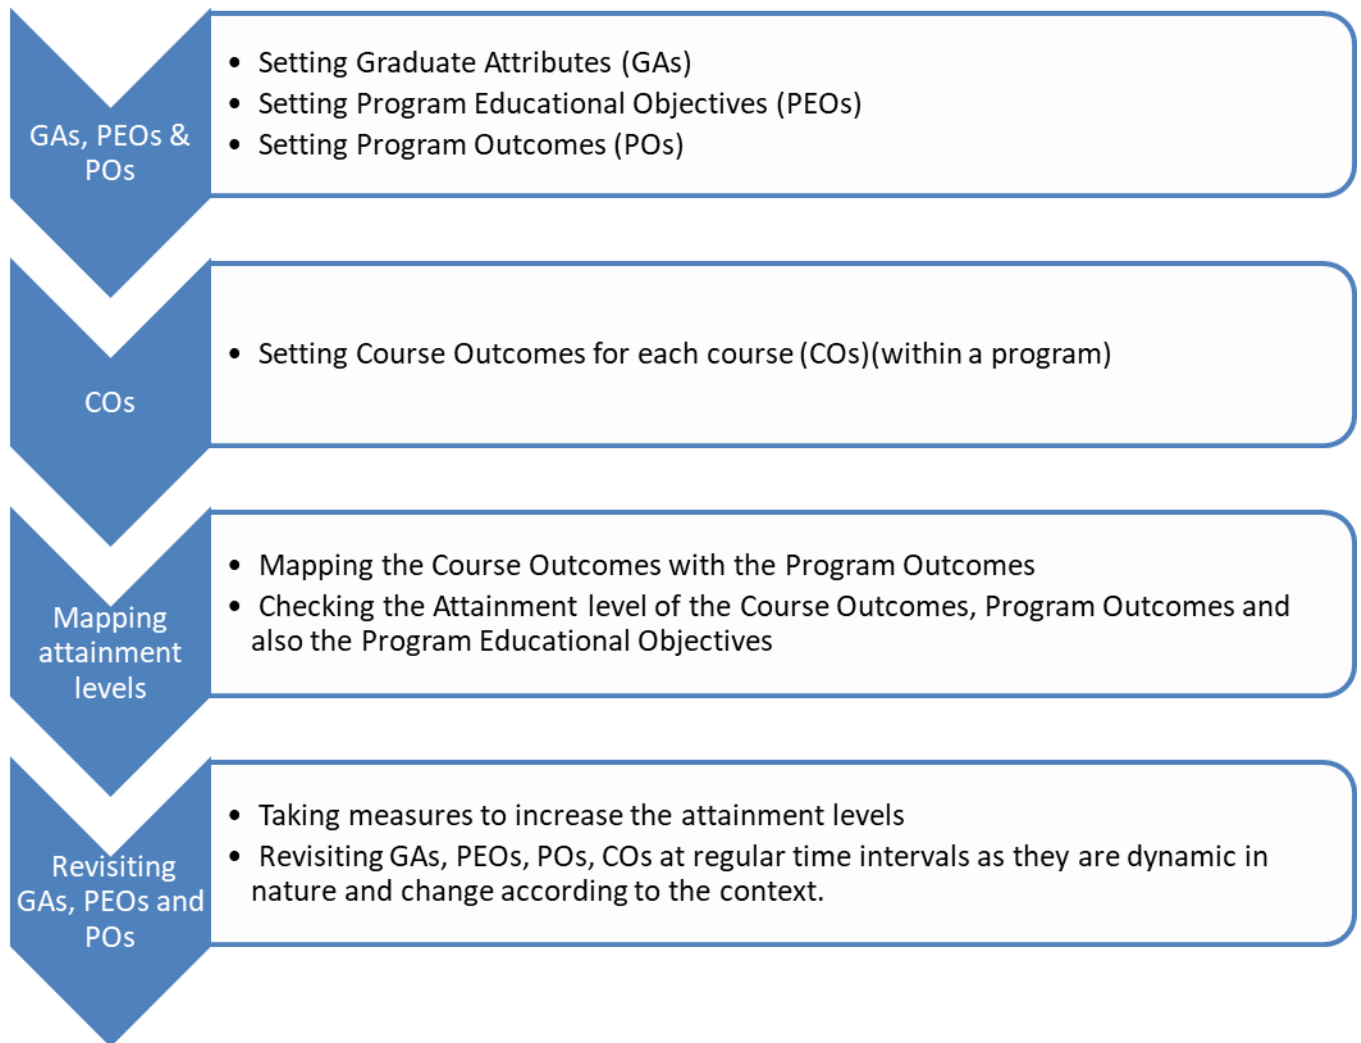 GAs, PEOs &
POs
• Setting Graduate Attributes (GAs)
• Setting Program Educational Objectives (PEOs)
• Setting Program Outcomes (POs)
COs
• Setting Course Outcomes for each course (COs)(within a program)
Mapping
attainment
levels
• Mapping the Course Outcomes with the Program Outcomes
• Checking the Attainment level of the Course Outcomes, Program Outcomes and
also the Program Educational Objectives
Revisiting
GAs, PEOs and
POs
• Taking measures to increase the attainment levels
• Revisiting GAs, PEOs, POs, COs at regular time intervals as they are dynamic in
nature and change according to the context.